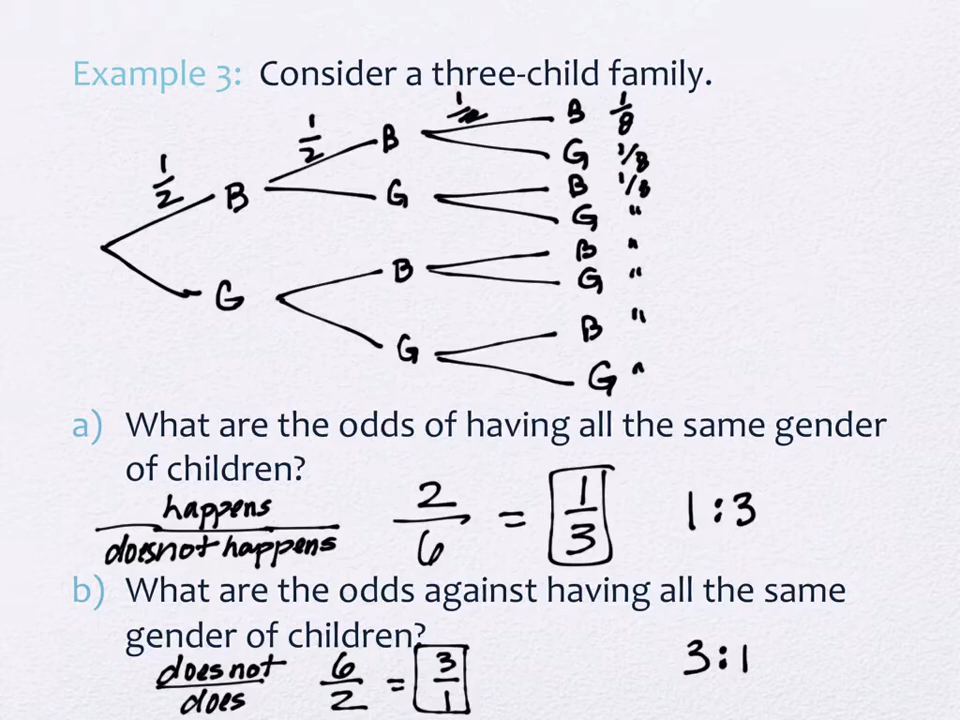 Example 3: Consider a three-child family.
1/2 B 1/2 B 1/2 B 1/8
G 1/8
G B 1/8
G "
G B B "
G "
G B "
G "
a) What are the odds of having all the same gender
of children?
happens / does not happens 2/6 = 1/3 1:3
b) What are the odds against having all the same
gender of children?
does not / does 6/2 = 3/1 3:1